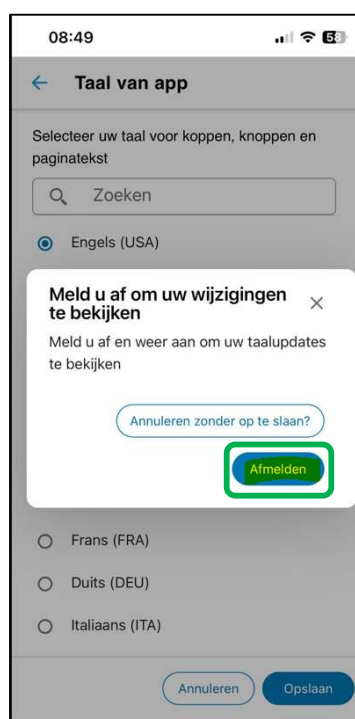 08:49
58
Taal van app
Selecteer uw taal voor koppen, knoppen en
paginatekst
Zoeken
Engels (USA)
Meld u af om uw wijzigingen
te bekijken
Meld u af en weer aan om uw taalupdates
te bekijken
Annuleren zonder op te slaan?
Afmelden
Frans (FRA)
Duits (DEU)
Italiaans (ITA)
Annuleren
Opslaan